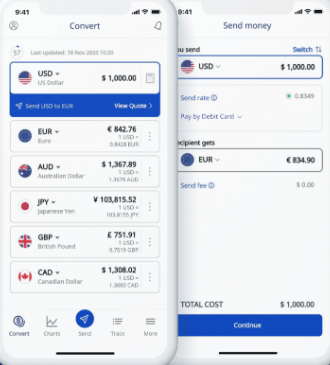 9:41
Convert
57
Last updated: 18 Nov 2020 10:20
USD
US Dollar
$ 1,000.00
Send USD to EUR
View Quote
EUR
Euro
€ 842.76
1 USD =
0.8428 EUR
AUD
Australian Dollar
$ 1,367.89
1 USD =
1.3679 AUD
JPY
Japanese Yen
¥ 103,815.52
1 USD =
103.8155 JPY
GBP
British Pound
£ 751.91
1 USD =
0.7519 GBP
CAD
Canadian Dollar
$ 1,308.02
1 USD =
1.3080 CAD
Convert
Charts
Send
Track
More
9:41
Send money
ou send
Switch
USD
$ 1,000.00
Send rate
0.8349
Pay by Debit Card
ecipient gets
EUR
€ 834.90
Send fee
$ 0.00
TOTAL COST
$ 1,000.00
Continue